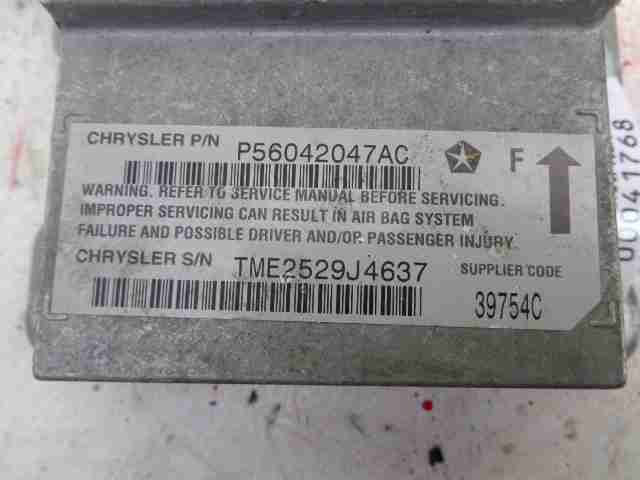 CHRYSLER P/N P56042047AC F
WARNING. REFER TO SERVICE MANUAL BEFORE SERVICING.
IMPROPER SERVICING CAN RESULT IN AIR BAG SYSTEM
FAILURE AND POSSIBLE DRIVER AND/OR PASSENGER INJURY
CHRYSLER S/N TME2529J4637 SUPPLIER CODE
39754C
00041768